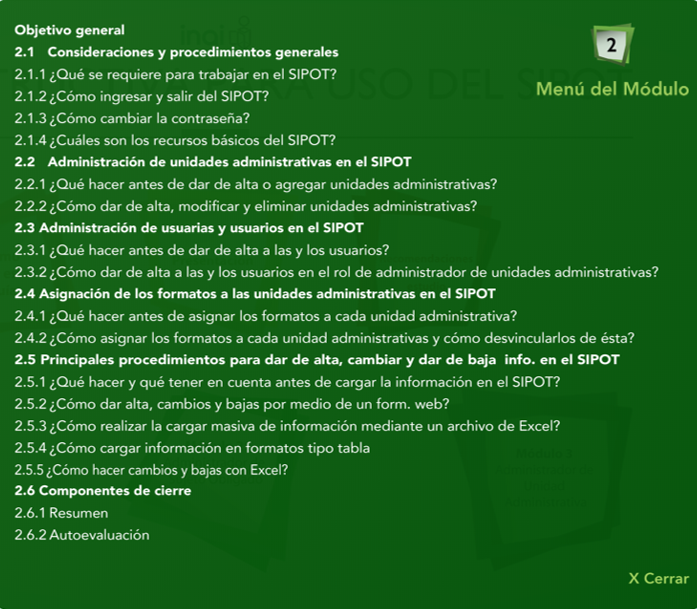 Objetivo general
2.1 Consideraciones y procedimientos generales
2.1.1 ¿Qué se requiere para trabajar en el SIPOT?
2.1.2 ¿Cómo ingresar y salir del SIPOT?
2.1.3 ¿Cómo cambiar la contraseña?
2.1.4 ¿Cuáles son los recursos básicos del SIPOT?
2.2 Administración de unidades administrativas en el SIPOT
2.2.1 ¿Qué hacer antes de dar de alta o agregar unidades administrativas?
2.2.2 ¿Cómo dar de alta, modificar y eliminar unidades administrativas?
2.3 Administración de usuarias y usuarios en el SIPOT
2.3.1 ¿Qué hacer antes de dar de alta a las y los usuarios?
2.3.2 ¿Cómo dar de alta a las y los usuarios en el rol de administrador de unidades administrativas?
2.4 Asignación de los formatos a las unidades administrativas en el SIPOT
2.4.1 ¿Qué hacer antes de asignar los formatos a cada unidad administrativa?
2.4.2 ¿Cómo asignar los formatos a cada unidad administrativas y cómo desvincularlos de ésta?
2.5 Principales procedimientos para dar de alta, cambiar y dar de baja info. en el SIPOT
2.5.1 ¿Qué hacer y qué tener en cuenta antes de cargar la información en el SIPOT?
2.5.2 ¿Cómo dar alta, cambios y bajas por medio de un form. web?
2.5.3 ¿Cómo realizar la cargar masiva de información mediante un archivo de Excel?
2.5.4 ¿Cómo cargar información en formatos tipo tabla
2.5.5 ¿Cómo hacer cambios y bajas con Excel?
2.6 Componentes de cierre
2.6.1 Resumen
2.6.2 Autoevaluación
2
Menú del Módulo
X Cerrar